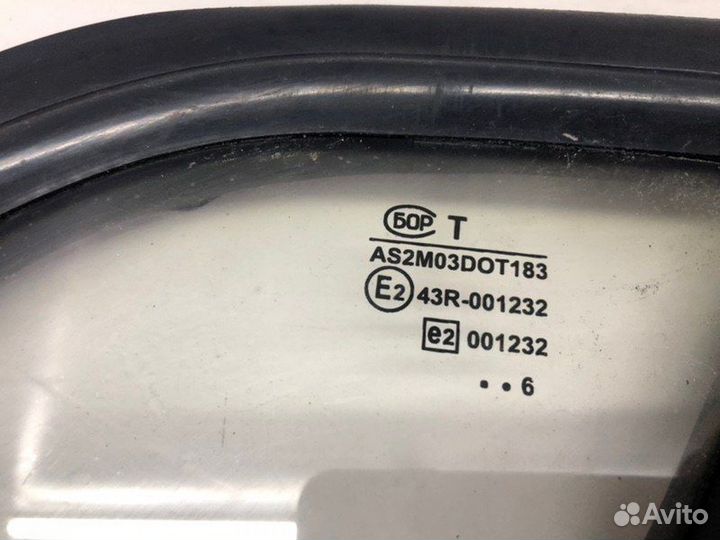 БОР T
AS2M03DOT183
E2 43R-001232
e2 001232
..6
Avito